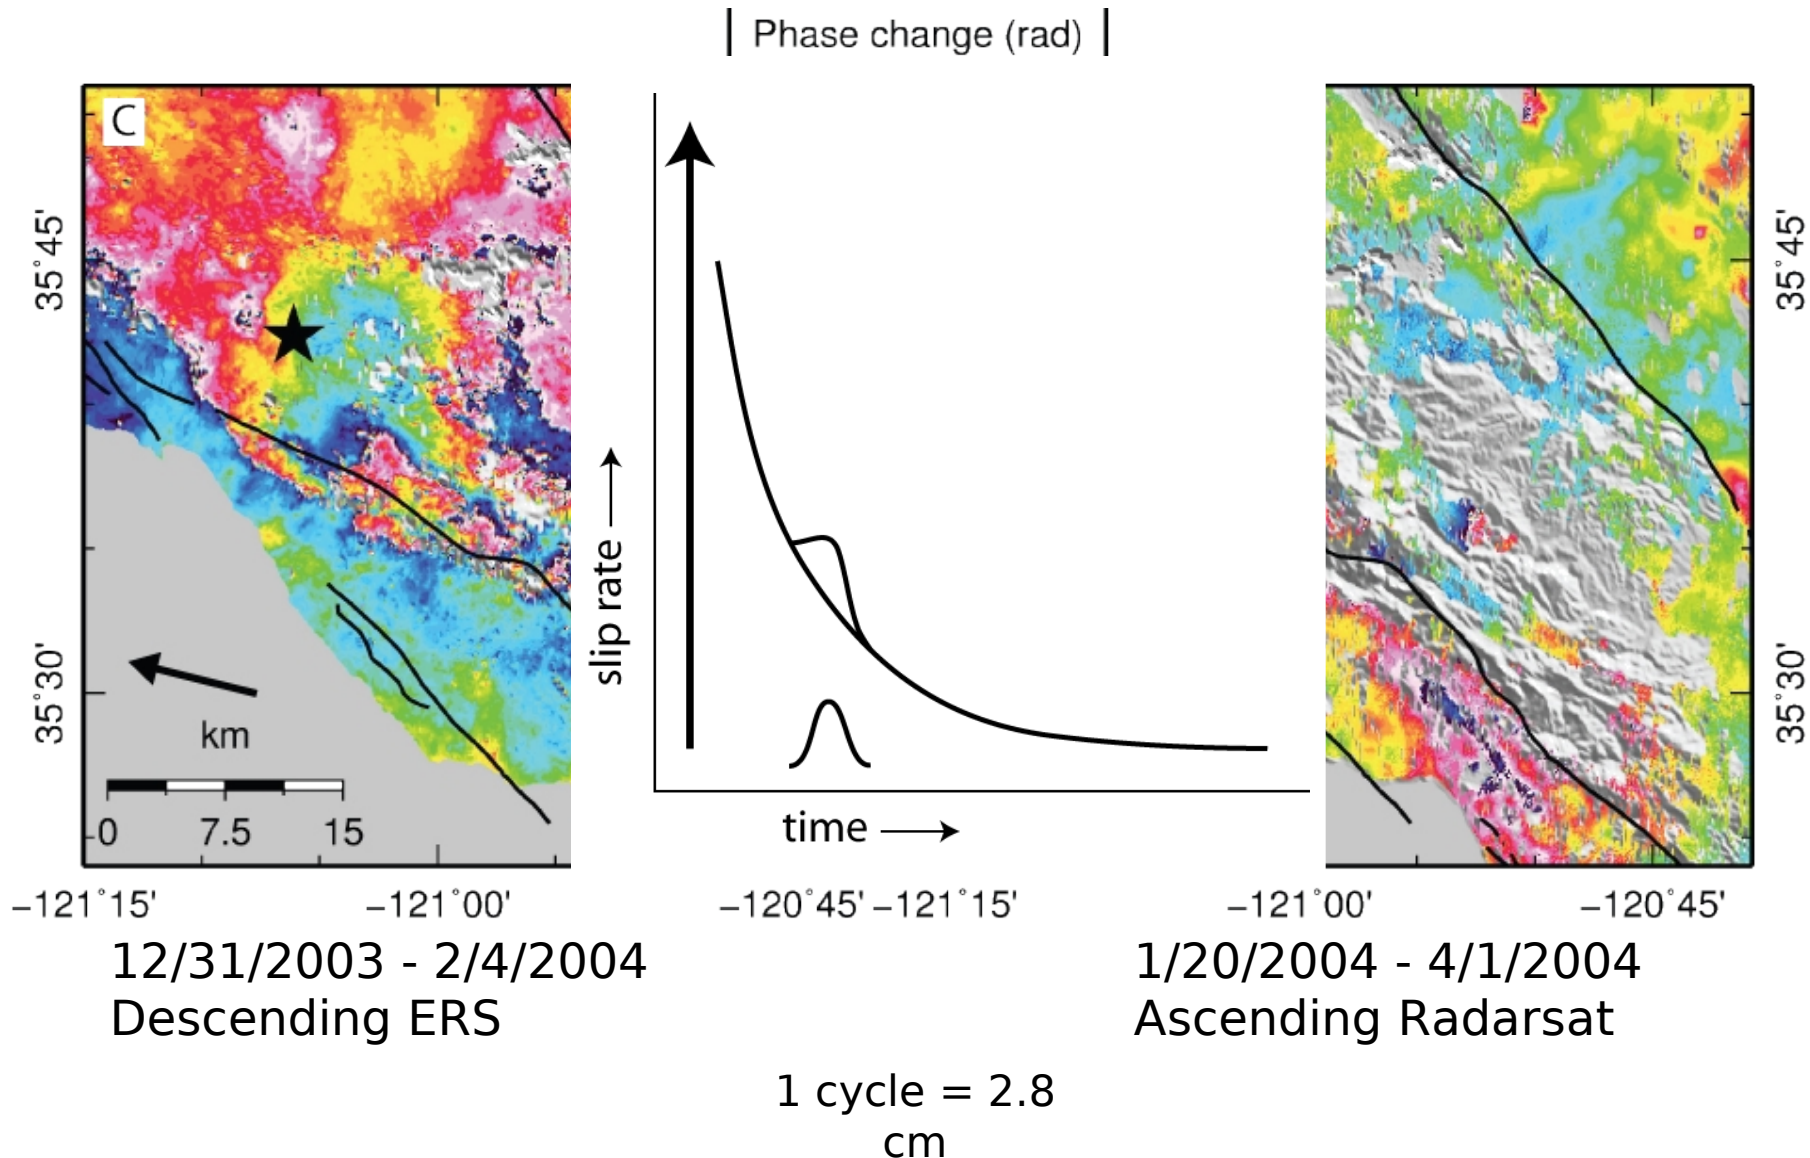 Phase change (rad)
C
35°45'
35°30'
km
0 7.5 15
slip rate
time
35°45'
35°30'
−121°15' −121°00' −120°45' −121°15' −121°00' −120°45'
12/31/2003 - 2/4/2004
Descending ERS
1/20/2004 - 4/1/2004
Ascending Radarsat
1 cycle = 2.8
cm